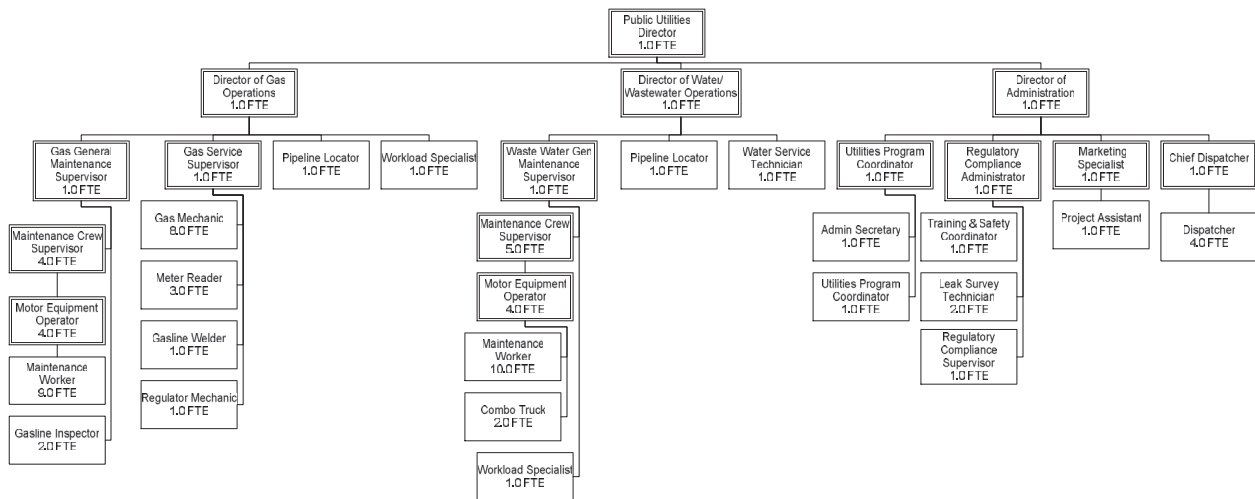 Public Utilities
Director
1.0 FTE
Director of Gas
Operations
1.0 FTE
Director of Water/
Wastewater Operations
1.0 FTE
Director of
Administration
1.0 FTE
Gas General
Maintenance
Supervisor
1.0 FTE
Gas Service
Supervisor
1.0 FTE
Pipeline Locator
1.0 FTE
Workload Specialist
1.0 FTE
Waste Water Gen
Maintenance
Supervisor
1.0 FTE
Pipeline Locator
1.0 FTE
Water Service
Technician
1.0 FTE
Utilities Program
Coordinator
1.0 FTE
Regulatory
Compliance
Administrator
1.0 FTE
Marketing
Specialist
1.0 FTE
Chief Dispatcher
1.0 FTE
Maintenance Crew
Supervisor
4.0 FTE
Motor Equipment
Operator
4.0 FTE
Maintenance
Worker
9.0 FTE
Gasline Inspector
2.0 FTE
Gas Mechanic
8.0 FTE
Meter Reader
3.0 FTE
Gasline Welder
1.0 FTE
Regulator Mechanic
1.0 FTE
Maintenance Crew
Supervisor
5.0 FTE
Motor Equipment
Operator
4.0 FTE
Maintenance
Worker
10.0 FTE
Combo Truck
2.0 FTE
Workload Specialist
1.0 FTE
Admin Secretary
1.0 FTE
Utilities Program
Coordinator
1.0 FTE
Training & Safety
Coordinator
1.0 FTE
Leak Survey
Technician
2.0 FTE
Regulatory
Compliance
Supervisor
1.0 FTE
Project Assistant
1.0 FTE
Dispatcher
4.0 FTE